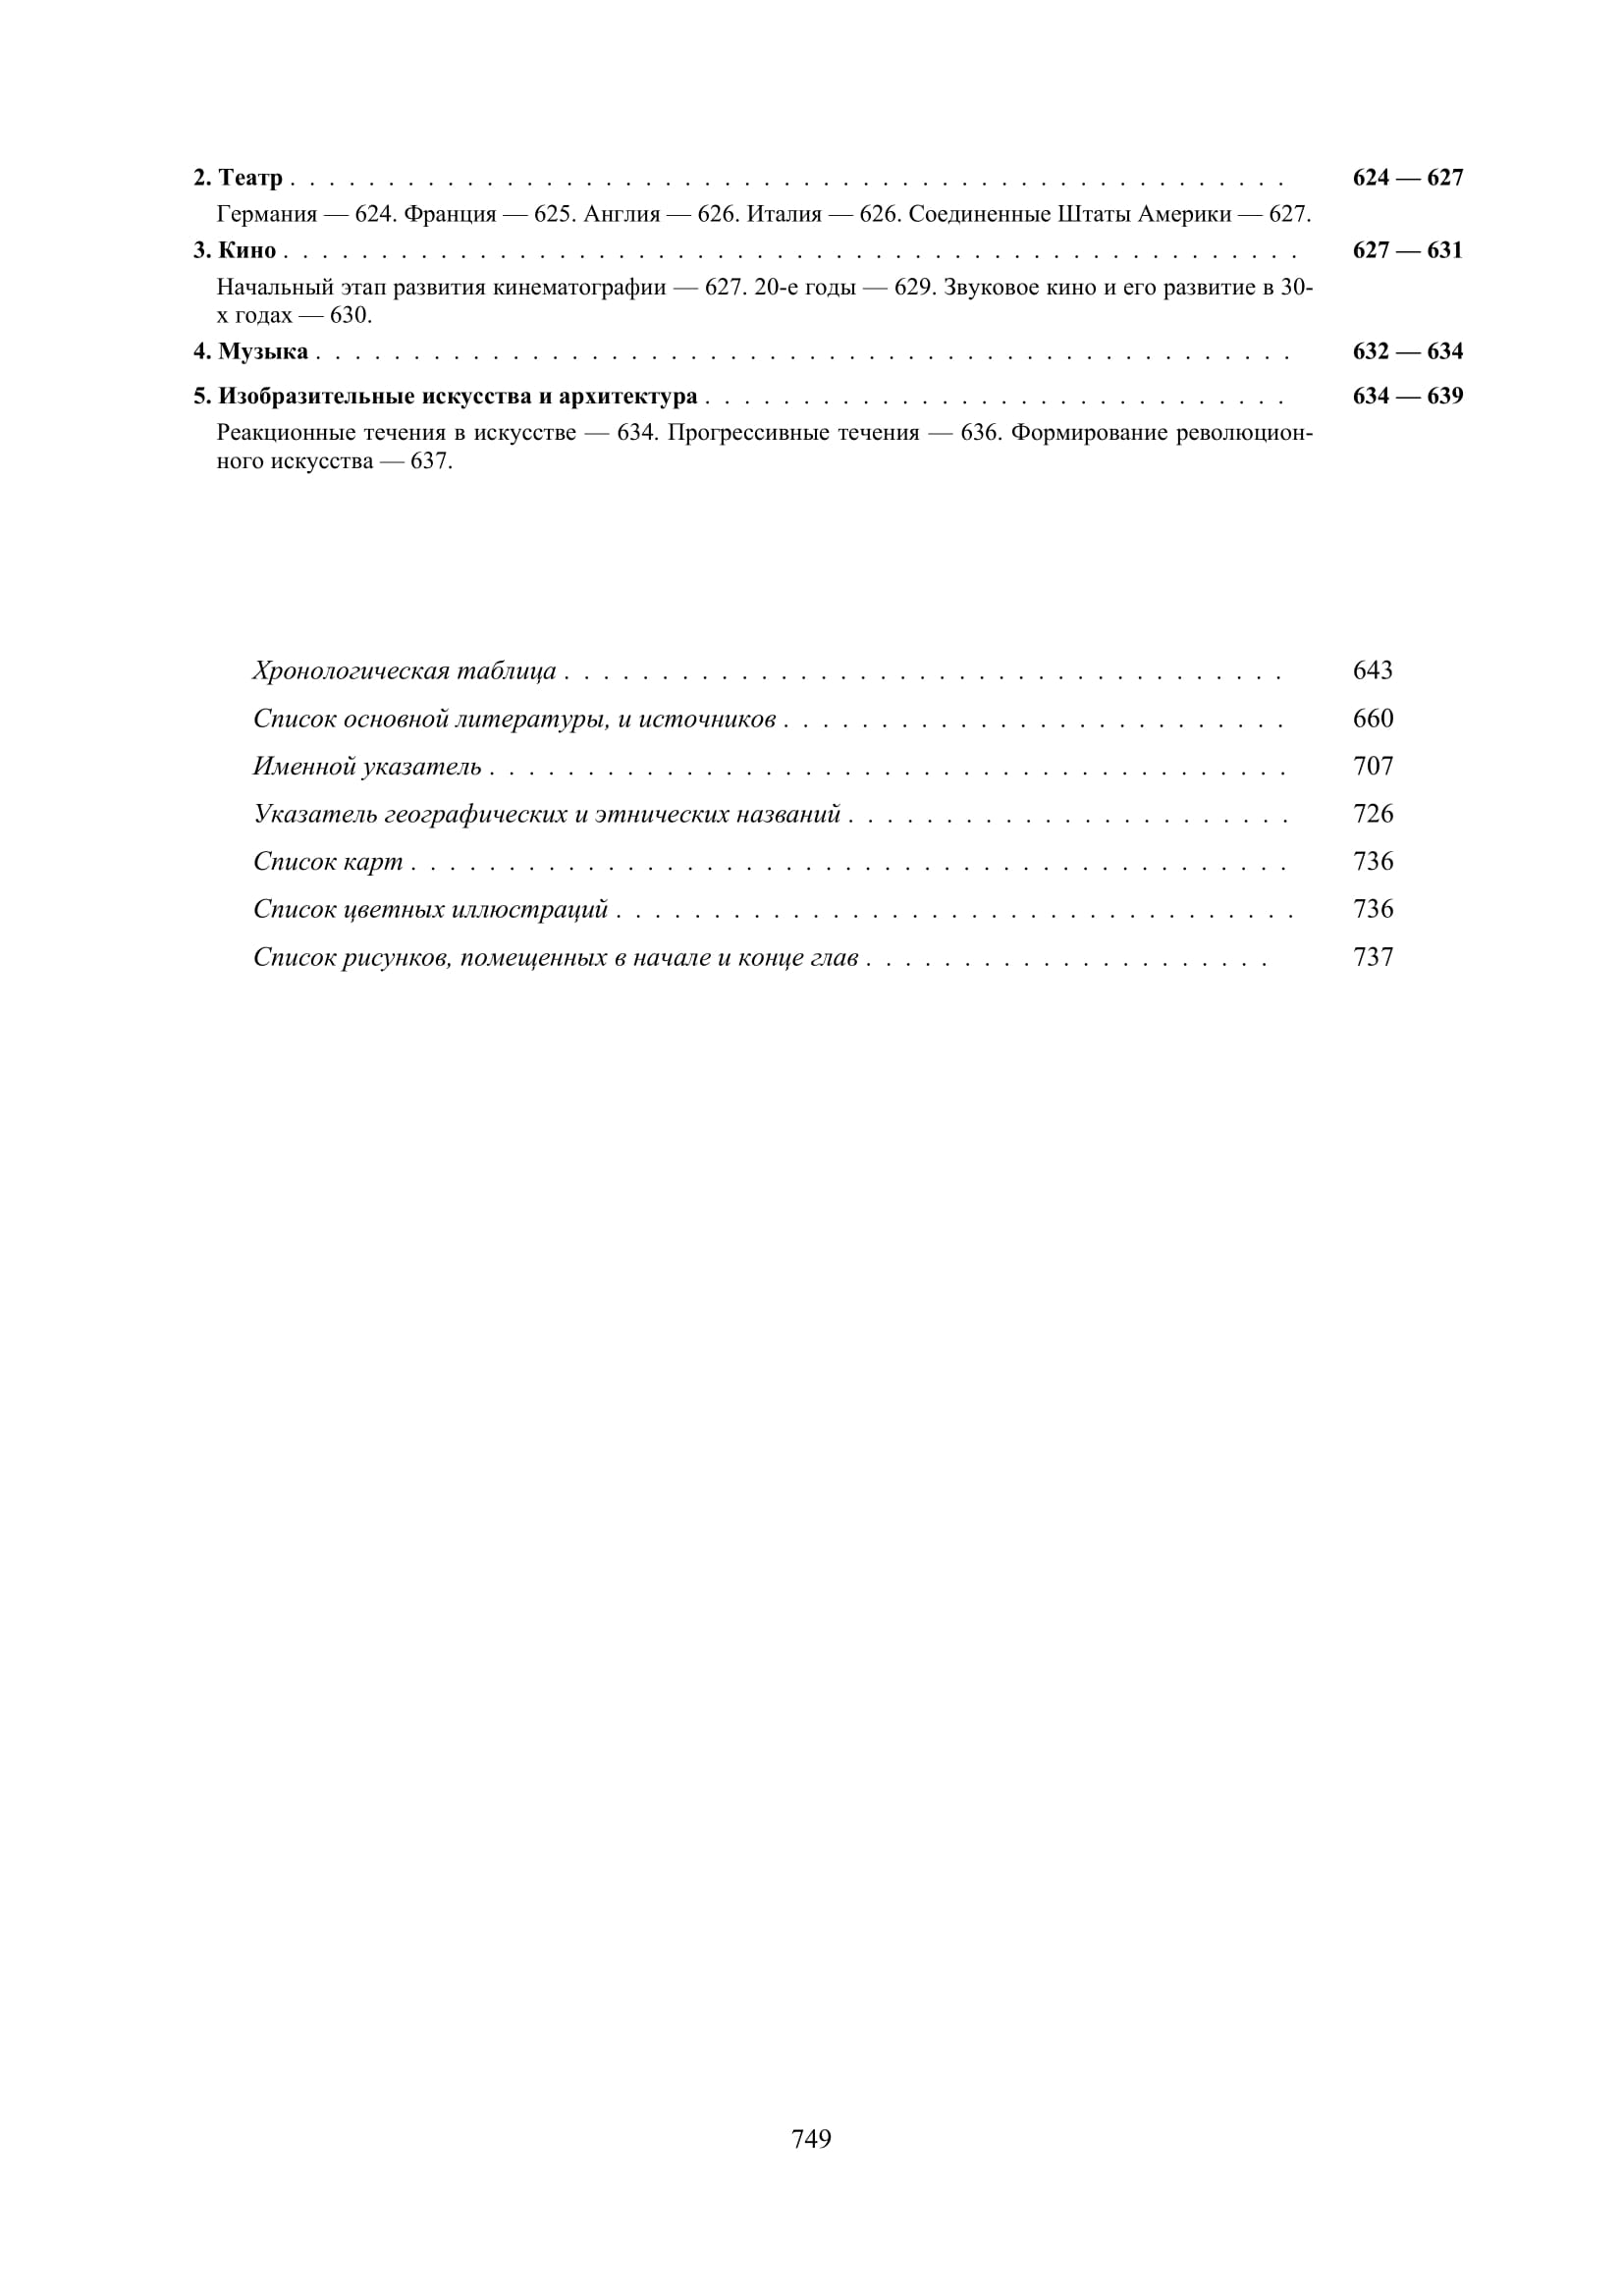 2. Театр . . . . . . . . . . . . . . . . . . . . . . . . . . . . . . . . . . . . . . . . . . . . . . . . . . . 624 — 627
Германия — 624. Франция — 625. Англия — 626. Италия — 626. Соединенные Штаты Америки — 627.
3. Кино . . . . . . . . . . . . . . . . . . . . . . . . . . . . . . . . . . . . . . . . . . . . . . . . . . . . 627 — 631
Начальный этап развития кинематографии — 627. 20-е годы — 629. Звуковое кино и его развитие в 30-
х годах — 630.
4. Музыка . . . . . . . . . . . . . . . . . . . . . . . . . . . . . . . . . . . . . . . . . . . . . . . . . . 632 — 634
5. Изобразительные искусства и архитектура . . . . . . . . . . . . . . . . . . . . . . . . . . . . . . 634 — 639
Реакционные течения в искусстве — 634. Прогрессивные течения — 636. Формирование революцион-
ного искусства — 637.
Хронологическая таблица . . . . . . . . . . . . . . . . . . . . . . . . . . . . . . . . . . . . . 643
Список основной литературы, и источников . . . . . . . . . . . . . . . . . . . . . . . . . . 660
Именной указатель . . . . . . . . . . . . . . . . . . . . . . . . . . . . . . . . . . . . . . . . . 707
Указатель географических и этнических названий . . . . . . . . . . . . . . . . . . . . . . . 726
Список карт . . . . . . . . . . . . . . . . . . . . . . . . . . . . . . . . . . . . . . . . . . . . . 736
Список цветных иллюстраций . . . . . . . . . . . . . . . . . . . . . . . . . . . . . . . . . . . 736
Список рисунков, помещенных в начале и конце глав . . . . . . . . . . . . . . . . . . . . . 737
749